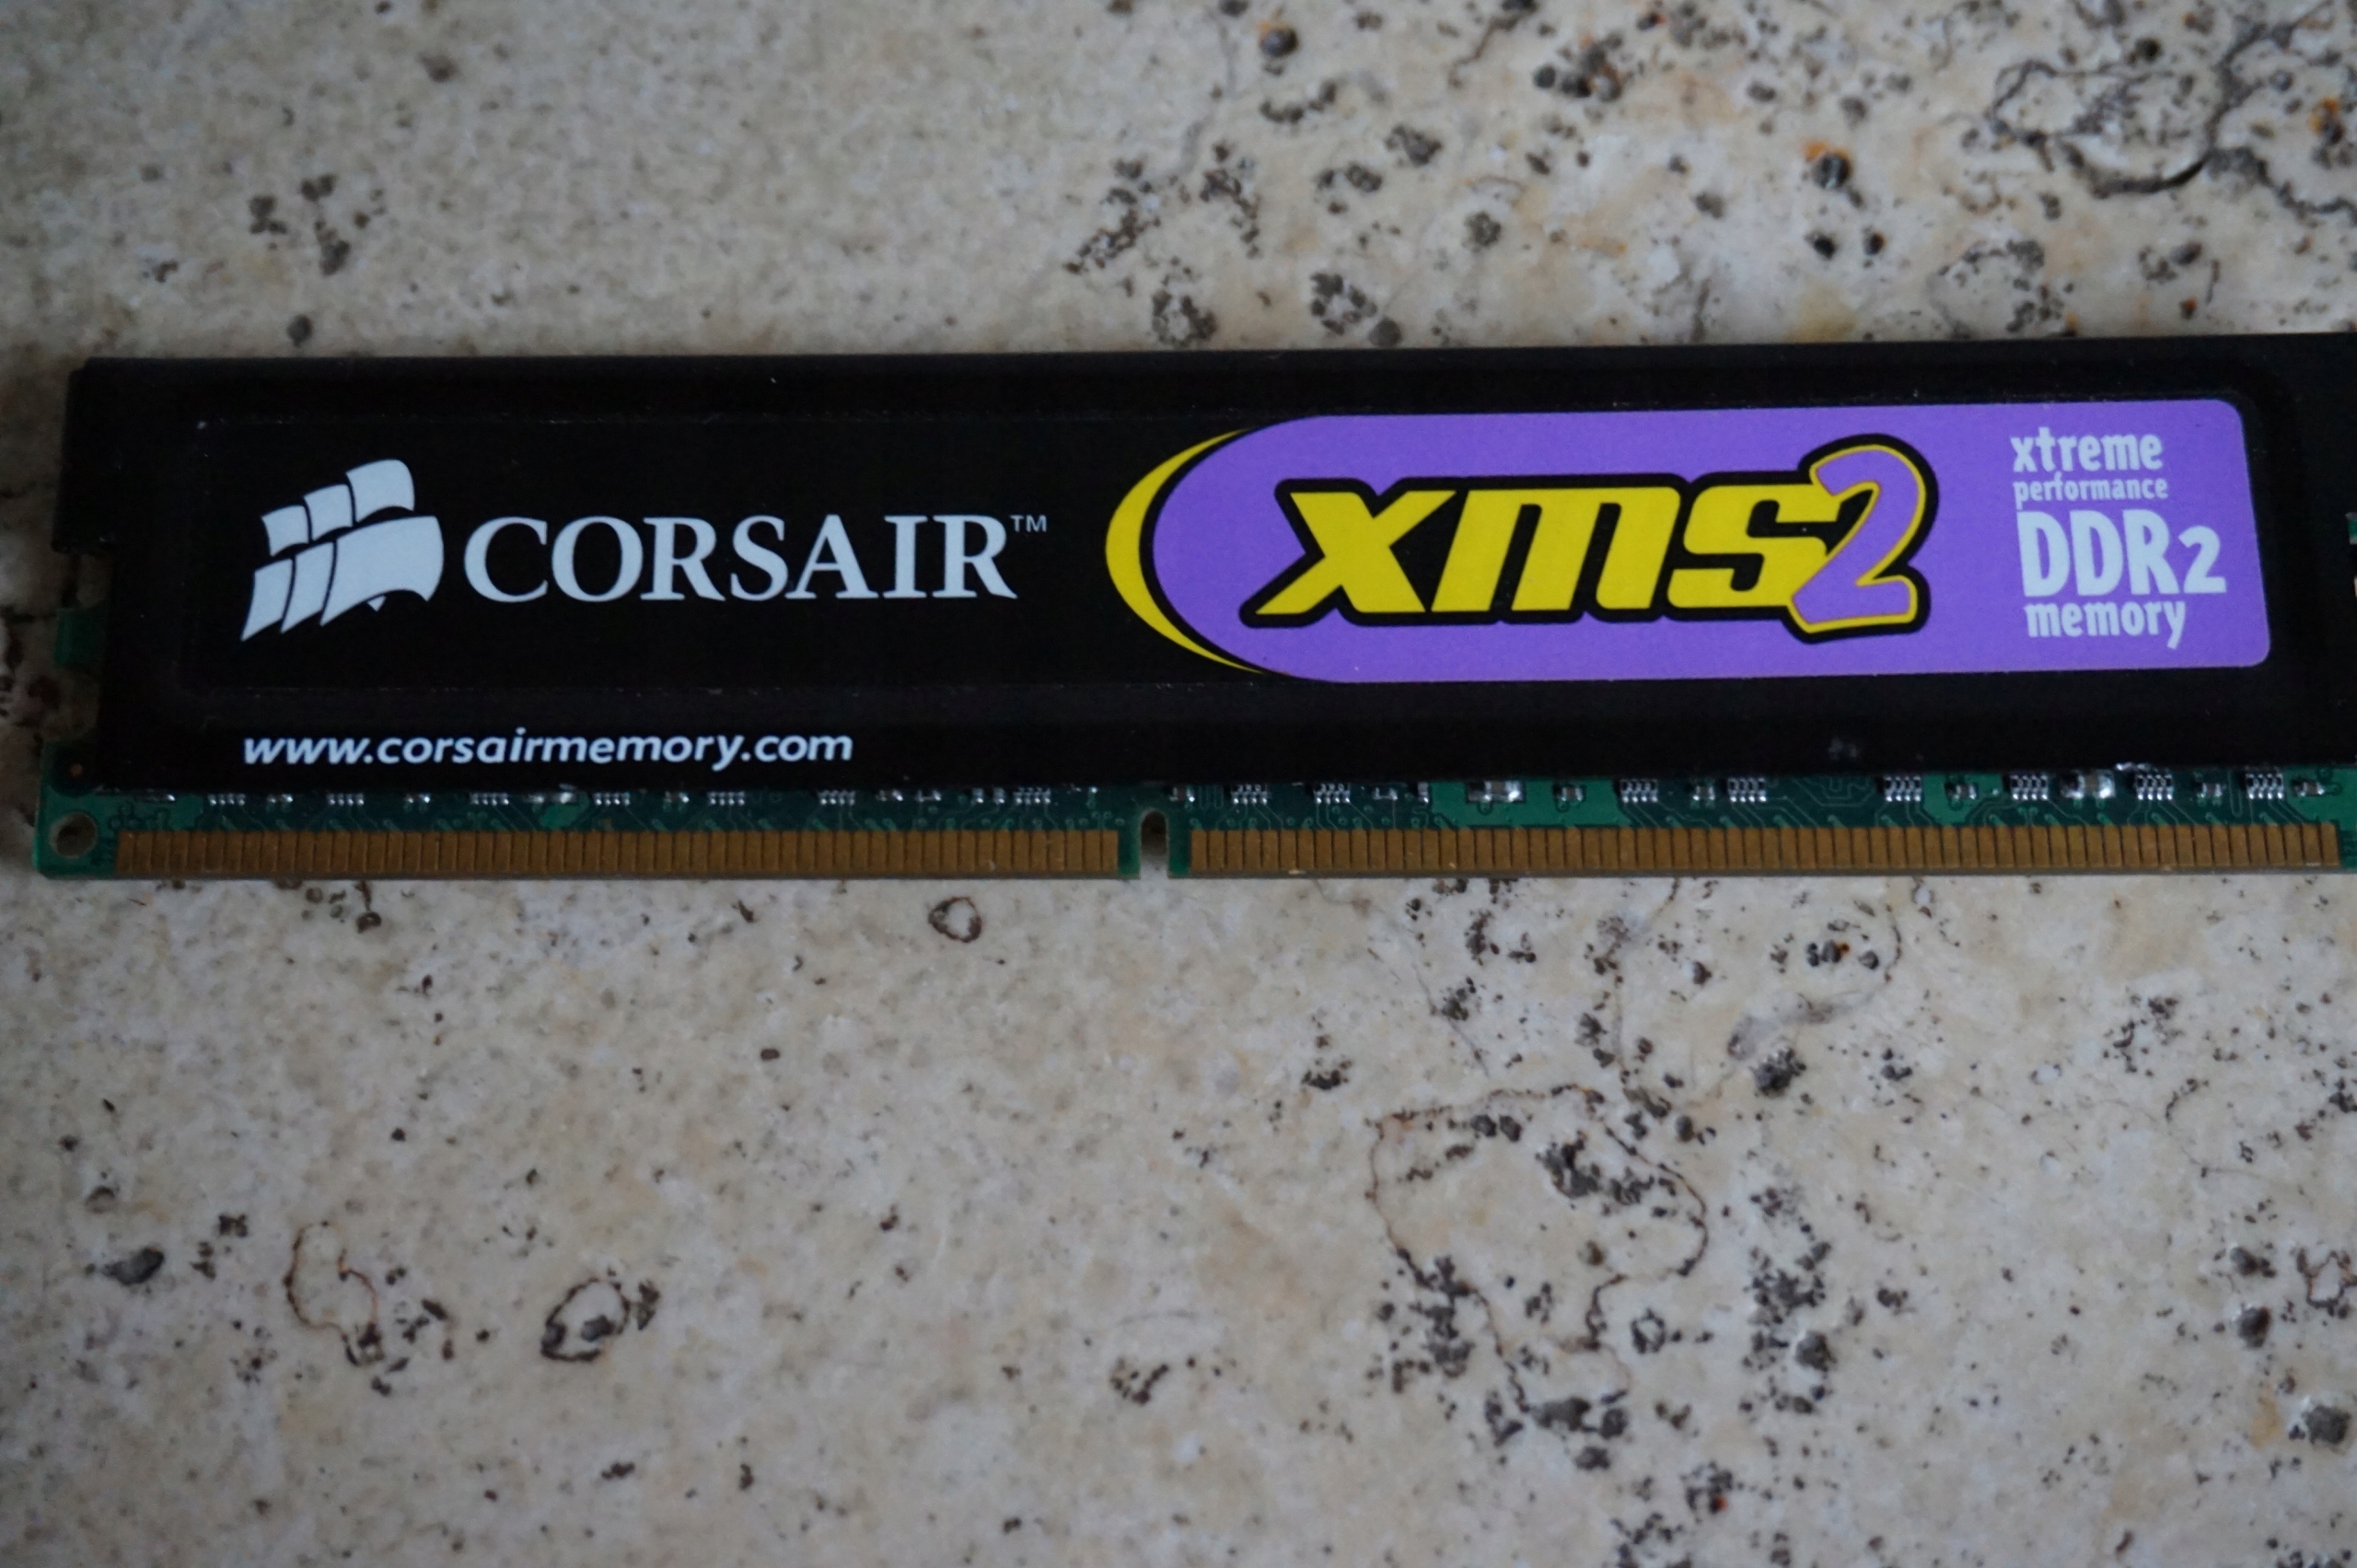 CORSAIR™
xms2
xtreme
performance
DDR2
memory
www.corsairmemory.com